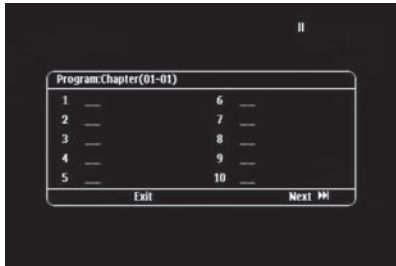 Program:Chapter(01-01)
1 __ 6 __
2 __ 7 __
3 __ 8 __
4 __ 9 __
5 __ 10 __
Exit Next ⏭